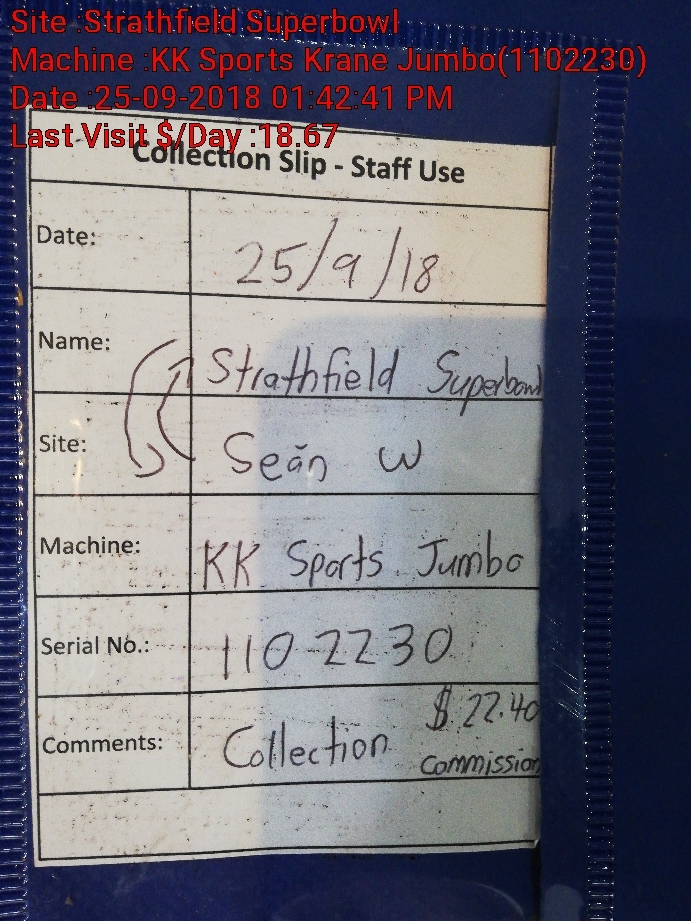 Site :Strathfield Superbowl
Machine :KK Sports Krane Jumbo(1102230)
Date :25-09-2018 01:42:41 PM
Last Visit $/Day :18.67
Collection Slip - Staff Use
Date: 25/9/18
Name: Strathfield Superbowl
Site: Seán W
Machine: KK Sports Jumbo
Serial No.: 1102230
Comments: Collection $22.40
commission